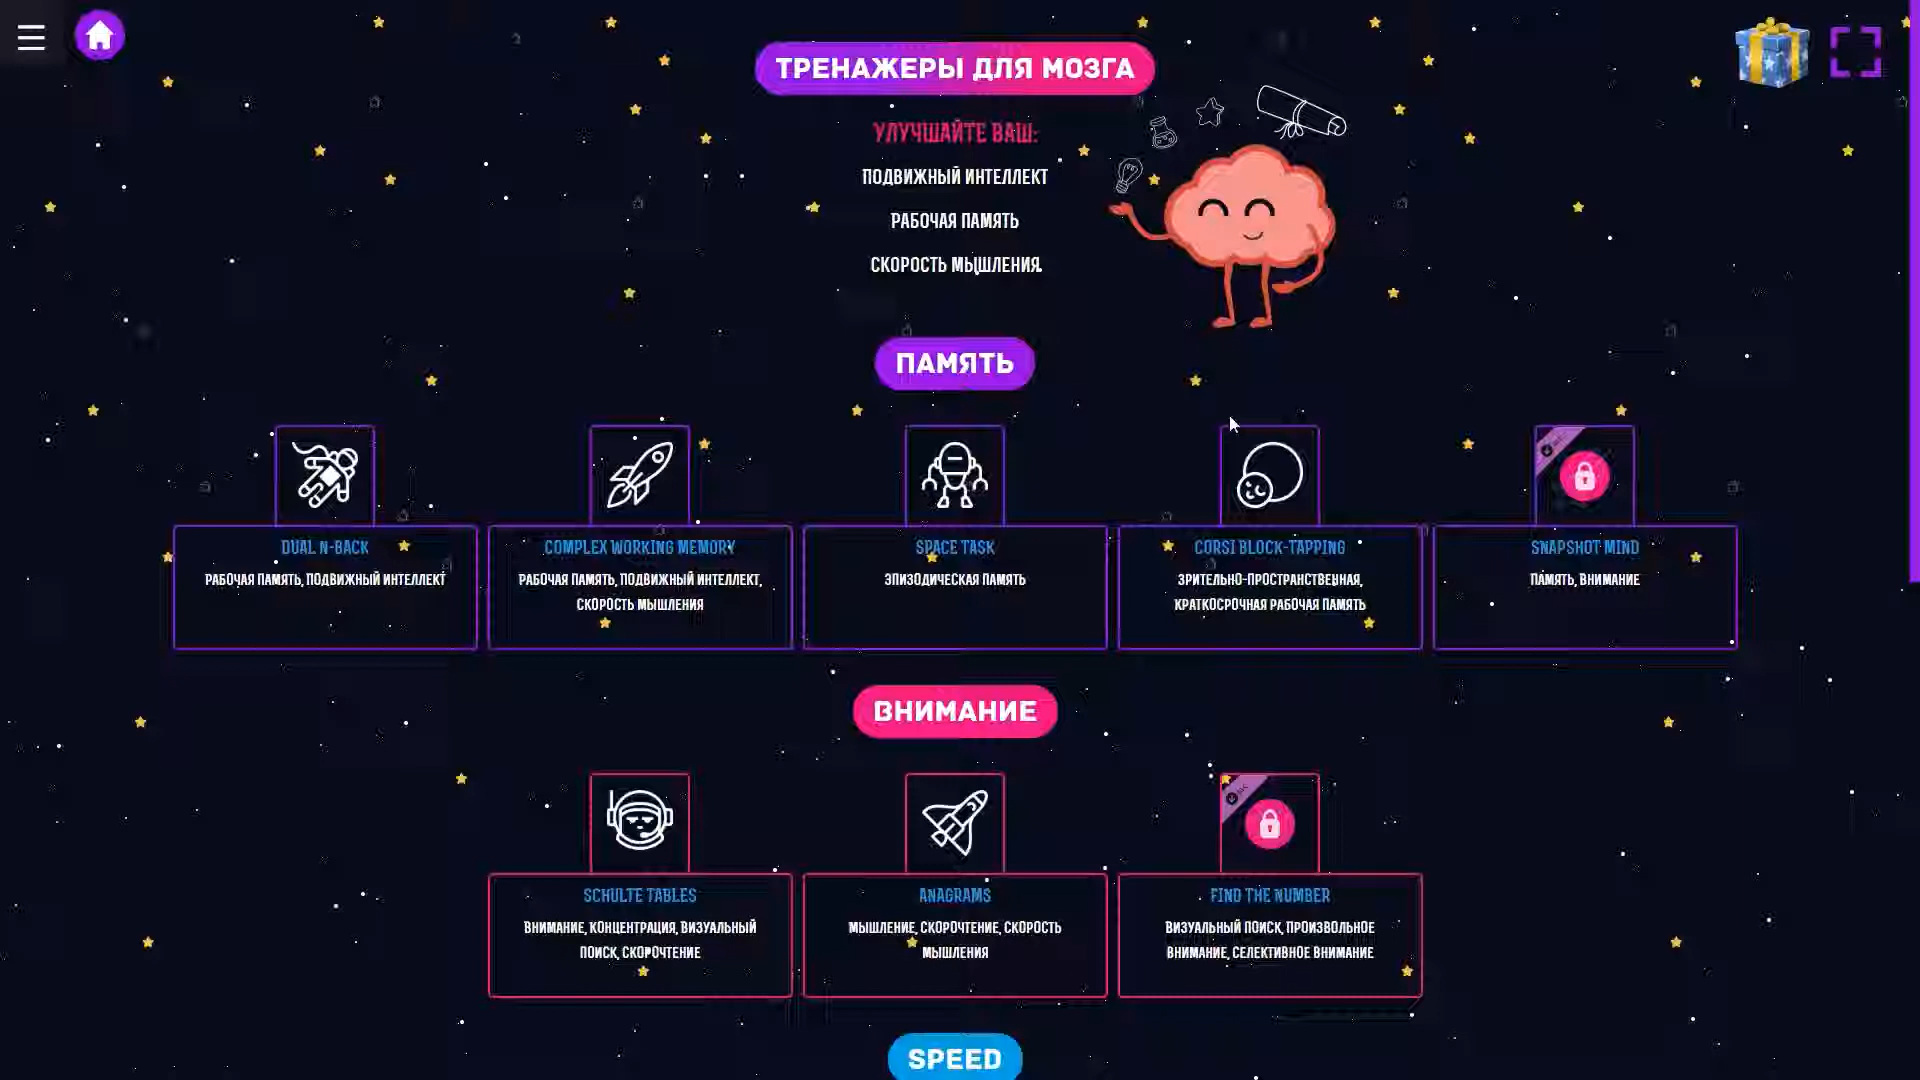 ТРЕНАЖЕРЫ ДЛЯ МОЗГА
УЛУЧШАЙТЕ ВАШ:
ПОДВИЖНЫЙ ИНТЕЛЛЕКТ
РАБОЧАЯ ПАМЯТЬ
СКОРОСТЬ МЫШЛЕНИЯ.
ПАМЯТЬ
DUAL N-BACK
РАБОЧАЯ ПАМЯТЬ, ПОДВИЖНЫЙ ИНТЕЛЛЕКТ
COMPLEX WORKING MEMORY
РАБОЧАЯ ПАМЯТЬ, ПОДВИЖНЫЙ ИНТЕЛЛЕКТ,
СКОРОСТЬ МЫШЛЕНИЯ
SPACE TASK
ЭПИЗОДИЧЕСКАЯ ПАМЯТЬ
CORSI BLOCK-TAPPING
ЗРИТЕЛЬНО-ПРОСТРАНСТВЕННАЯ,
КРАТКОСРОЧНАЯ РАБОЧАЯ ПАМЯТЬ
SNAPSHOT MIND
ПАМЯТЬ, ВНИМАНИЕ
ВНИМАНИЕ
SCHULTE TABLES
ВНИМАНИЕ, КОНЦЕНТРАЦИЯ, ВИЗУАЛЬНЫЙ
ПОИСК, СКОРОЧТЕНИЕ
ANAGRAMS
МЫШЛЕНИЕ, СКОРОЧТЕНИЕ, СКОРОСТЬ
МЫШЛЕНИЯ
FIND THE NUMBER
ВИЗУАЛЬНЫЙ ПОИСК, ПРОИЗВОЛЬНОЕ
ВНИМАНИЕ, СЕЛЕКТИВНОЕ ВНИМАНИЕ
SPEED